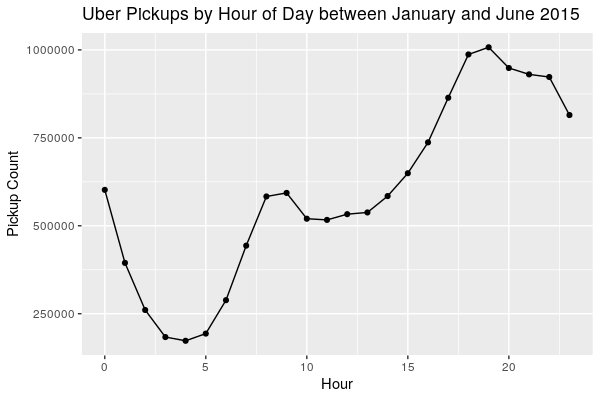 Uber Pickups by Hour of Day between January and June 2015
1000000
750000
500000
250000
Pickup Count
0 5 10 15 20
Hour